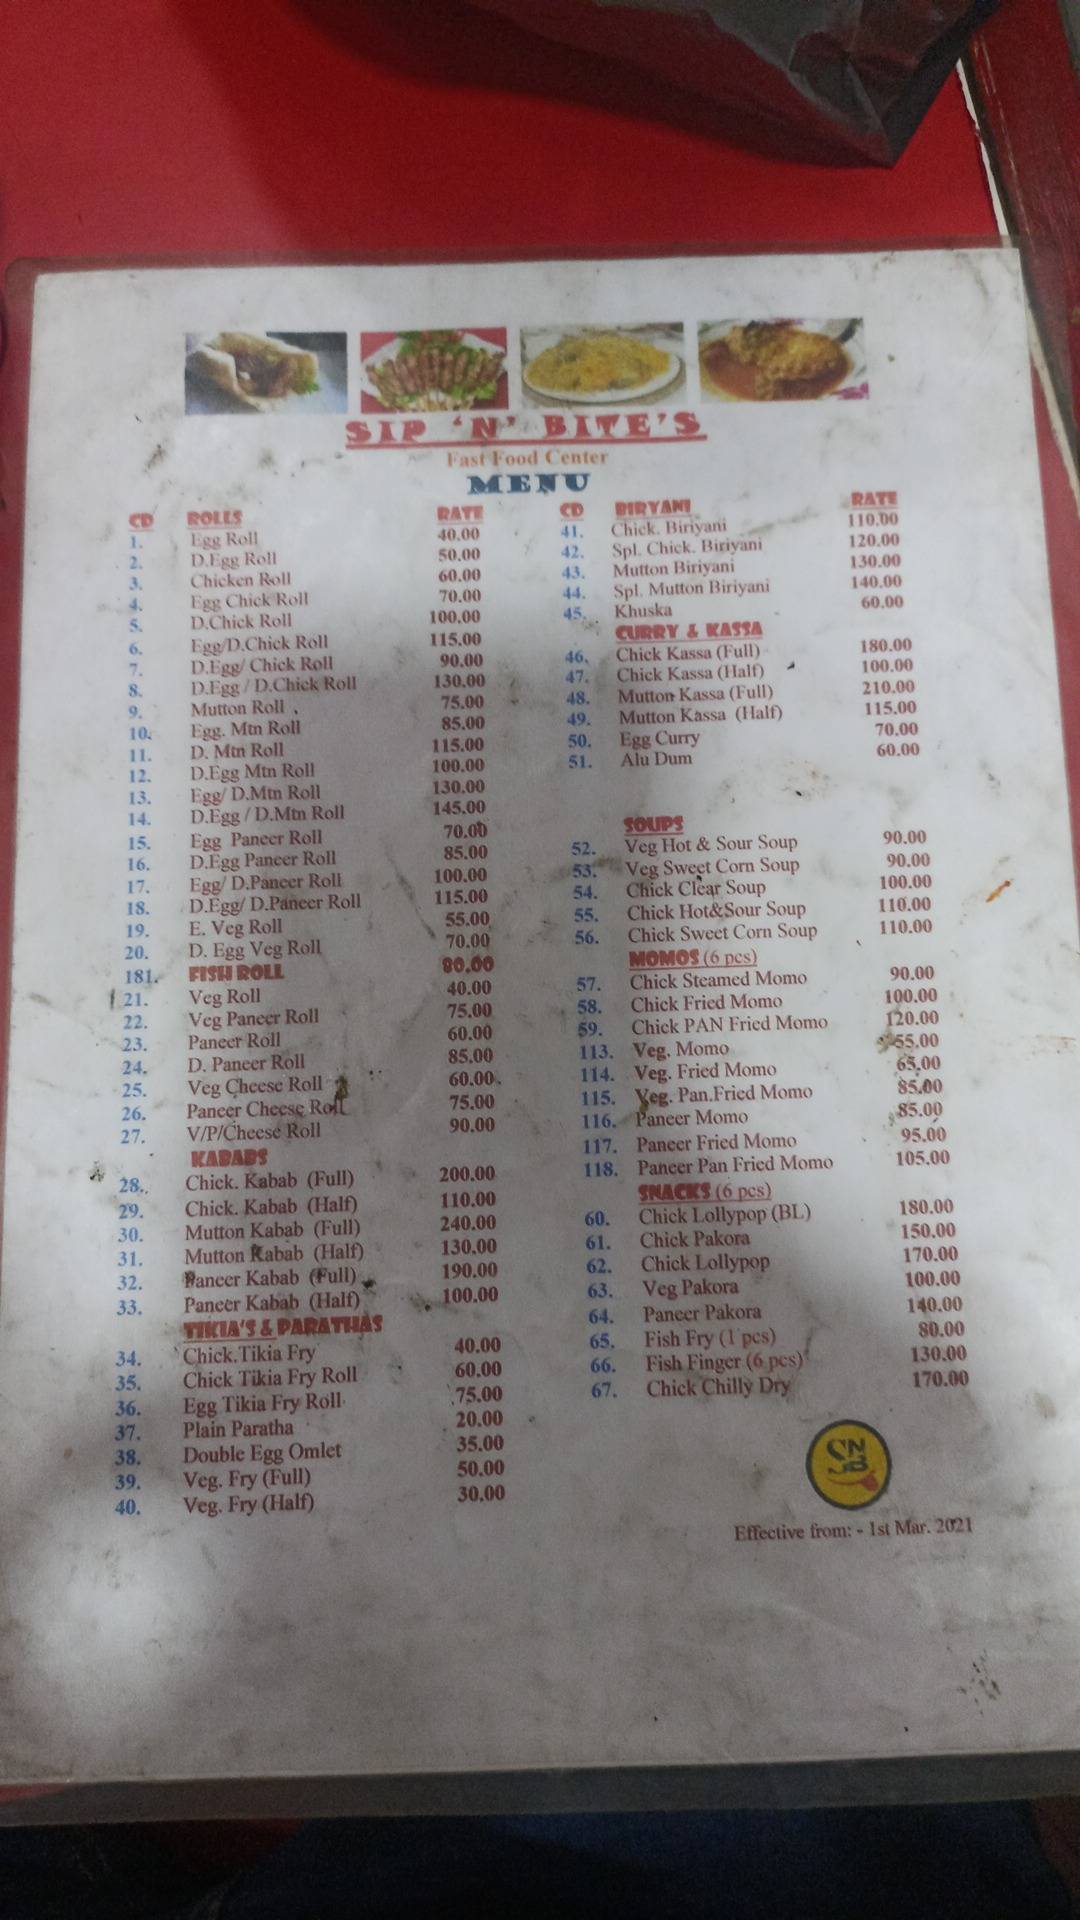 SIP 'N' BITE'S
Fast Food Center
MENU
CD ROLLS RATE
1. Egg Roll 40.00
2. D.Egg Roll 50.00
3. Chicken Roll 60.00
4. Egg Chick Roll 70.00
5. D.Chick Roll 100.00
6. Egg/D.Chick Roll 115.00
7. D.Egg/ Chick Roll 90.00
8. D.Egg / D.Chick Roll 130.00
9. Mutton Roll 75.00
10. Egg. Mtn Roll 85.00
11. D. Mtn Roll 115.00
12. D.Egg Mtn Roll 100.00
13. Egg/ D.Mtn Roll 130.00
14. D.Egg / D.Mtn Roll 145.00
15. Egg Paneer Roll 70.00
16. D.Egg Paneer Roll 85.00
17. Egg/ D.Paneer Roll 100.00
18. D.Egg/ D.Paneer Roll 115.00
19. E. Veg Roll 55.00
20. D. Egg Veg Roll 70.00
181. FISH ROLL 80.00
21. Veg Roll 40.00
22. Veg Paneer Roll 75.00
23. Paneer Roll 60.00
24. D. Paneer Roll 85.00
25. Veg Cheese Roll 60.00
26. Paneer Cheese Roll 75.00
27. V/P/Cheese Roll 90.00
KABABS
28. Chick. Kabab (Full) 200.00
29. Chick. Kabab (Half) 110.00
30. Mutton Kabab (Full) 240.00
31. Mutton Kabab (Half) 130.00
32. Paneer Kabab (Full) 190.00
33. Paneer Kabab (Half) 100.00
TIKIA'S & PARATHAS
34. Chick.Tikia Fry 40.00
35. Chick Tikia Fry Roll 60.00
36. Egg Tikia Fry Roll 75.00
37. Plain Paratha 20.00
38. Double Egg Omlet 35.00
39. Veg. Fry (Full) 50.00
40. Veg. Fry (Half) 30.00
CD BIRYANI RATE
41. Chick. Biriyani 110.00
42. Spl. Chick. Biriyani 120.00
43. Mutton Biriyani 130.00
44. Spl. Mutton Biriyani 140.00
45. Khuska 60.00
CURRY & KASSA
46. Chick Kassa (Full) 180.00
47. Chick Kassa (Half) 100.00
48. Mutton Kassa (Full) 210.00
49. Mutton Kassa (Half) 115.00
50. Egg Curry 70.00
51. Alu Dum 60.00
SOUPS
52. Veg Hot & Sour Soup 90.00
53. Veg Sweet Corn Soup 90.00
54. Chick Clear Soup 100.00
55. Chick Hot&Sour Soup 110.00
56. Chick Sweet Corn Soup 110.00
MOMOS (6 pcs)
57. Chick Steamed Momo 90.00
58. Chick Fried Momo 100.00
59. Chick PAN Fried Momo 120.00
113. Veg. Momo 55.00
114. Veg. Fried Momo 65.00
115. Veg. Pan.Fried Momo 85.00
116. Paneer Momo 85.00
117. Paneer Fried Momo 95.00
118. Paneer Pan Fried Momo 105.00
SNACKS (6 pcs)
60. Chick Lollypop (BL) 180.00
61. Chick Pakora 150.00
62. Chick Lollypop 170.00
63. Veg Pakora 100.00
64. Paneer Pakora 140.00
65. Fish Fry (1 pcs) 80.00
66. Fish Finger (6 pcs) 130.00
67. Chick Chilly Dry 170.00
SN
B
Effective from: - 1st Mar. 2021